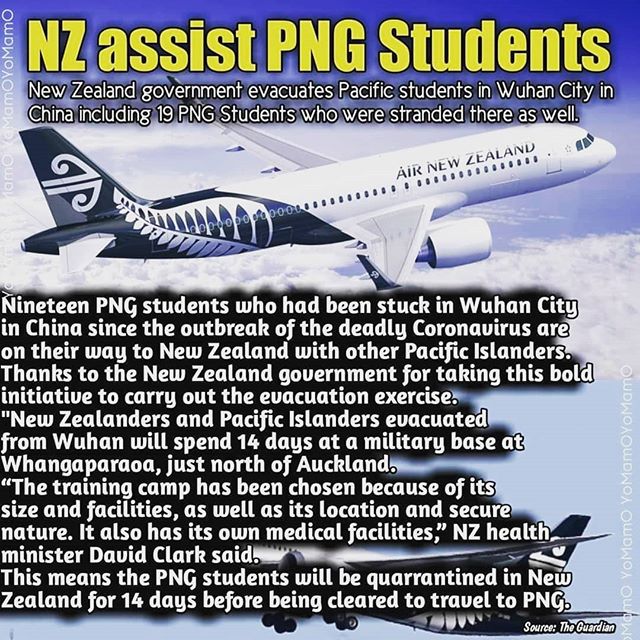 NZ assist PNG Students
New Zealand government evacuates Pacific students in Wuhan City in
China including 19 PNG Students who were stranded there as well.
AIR NEW ZEALAND
Nineteen PNG students who had been stuck in Wuhan City
in China since the outbreak of the deadly Coronavirus are
on their way to New Zealand with other Pacific Islanders.
Thanks to the New Zealand government for taking this bold
initiative to carry out the evacuation exercise.
"New Zealanders and Pacific Islanders evacuated
from Wuhan will spend 14 days at a military base at
Whangaparaoa, just north of Auckland.
“The training camp has been chosen because of its
size and facilities, as well as its location and secure
nature. It also has its own medical facilities,” NZ health
minister David Clark said.
This means the PNG students will be quarrantined in New
Zealand for 14 days before being cleared to travel to PNG.
Source: The Guardian
YoMamO YoMamO YoMamO
YoMamO YoMamO YoMamO